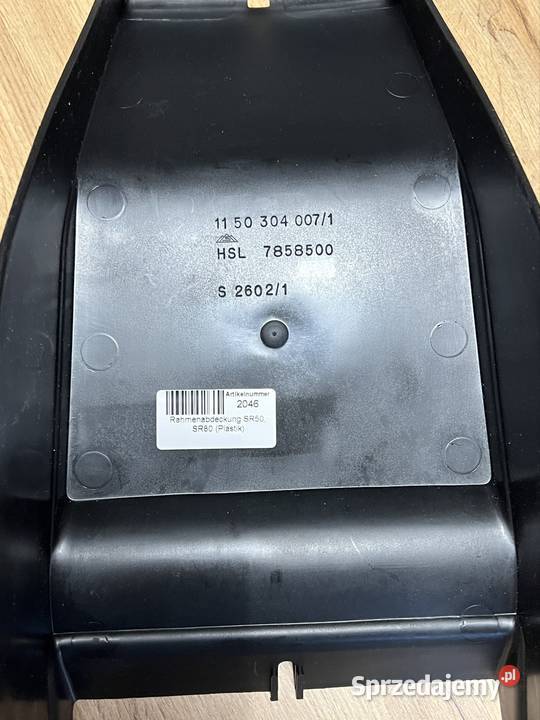 11 50 304 007/1
HSL 7858500
S 2602/1
Artikelnummer
2046
Rahmenabdeckung SR50,
SR80 (Plastik)
Sprzedajemy.pl